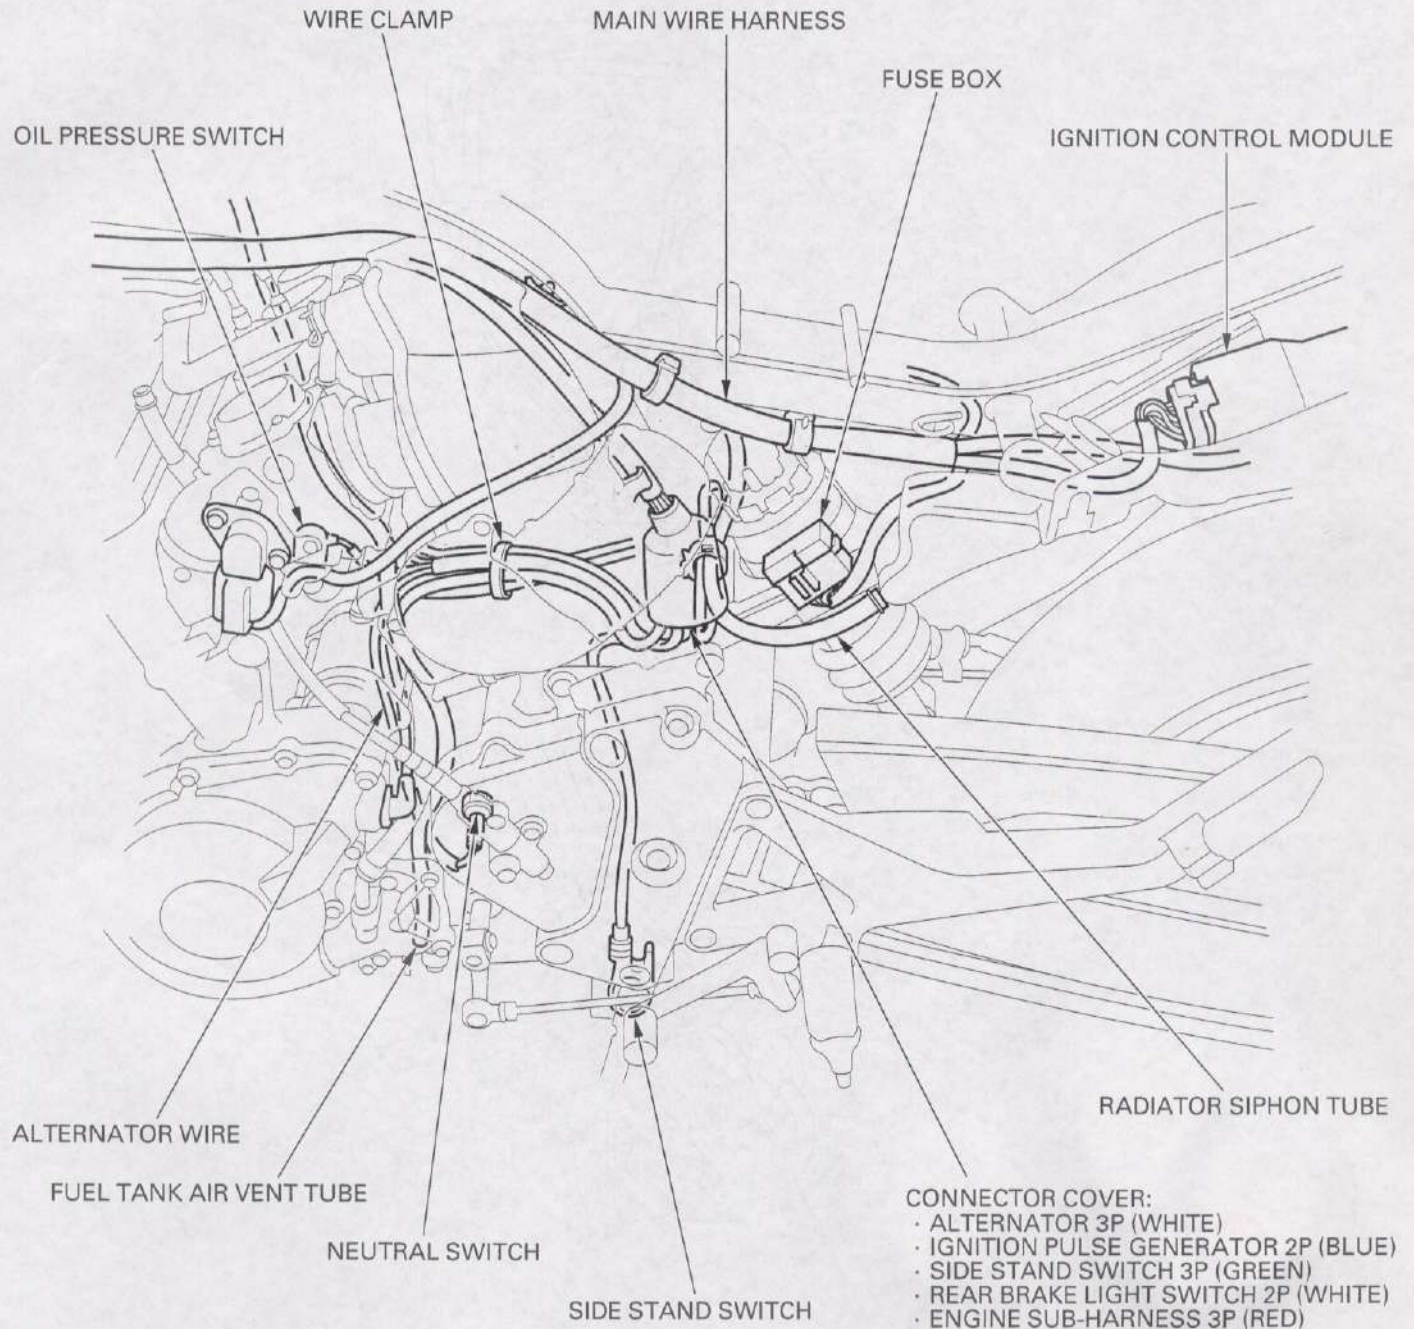 WIRE CLAMP
MAIN WIRE HARNESS
FUSE BOX
OIL PRESSURE SWITCH
IGNITION CONTROL MODULE
RADIATOR SIPHON TUBE
ALTERNATOR WIRE
FUEL TANK AIR VENT TUBE
NEUTRAL SWITCH
SIDE STAND SWITCH
CONNECTOR COVER:
· ALTERNATOR 3P (WHITE)
· IGNITION PULSE GENERATOR 2P (BLUE)
· SIDE STAND SWITCH 3P (GREEN)
· REAR BRAKE LIGHT SWITCH 2P (WHITE)
· ENGINE SUB-HARNESS 3P (RED)